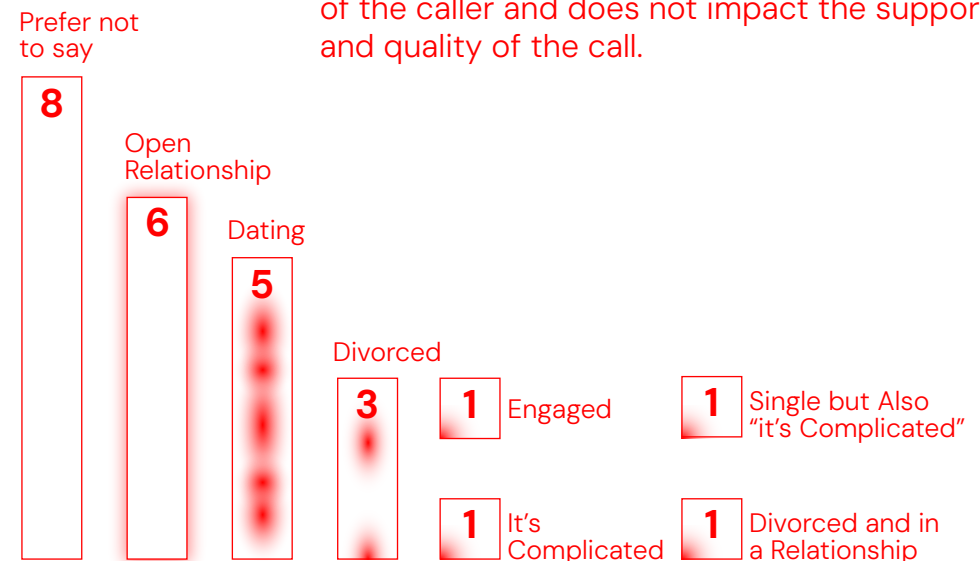 of the caller and does not impact the suppor
and quality of the call.
Prefer not
to say
8
Open
Relationship
6
Dating
5
Divorced
3
1
Engaged
1
Single but Also
“it’s Complicated”
1
It’s
Complicated
1
Divorced and in
a Relationship